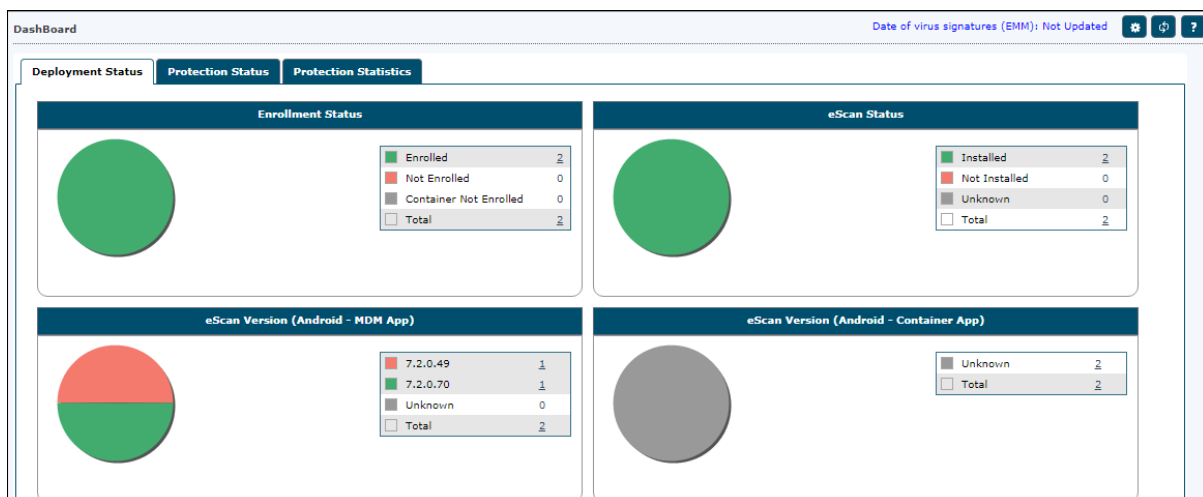 DashBoard
Date of virus signatures (EMM): Not Updated
?
Deployment Status
Protection Status
Protection Statistics
Enrollment Status
Enrolled 2
Not Enrolled 0
Container Not Enrolled 0
Total 2
eScan Status
Installed 2
Not Installed 0
Unknown 0
Total 2
eScan Version (Android - MDM App)
7.2.0.49 1
7.2.0.70 1
Unknown 0
Total 2
eScan Version (Android - Container App)
Unknown 2
Total 2